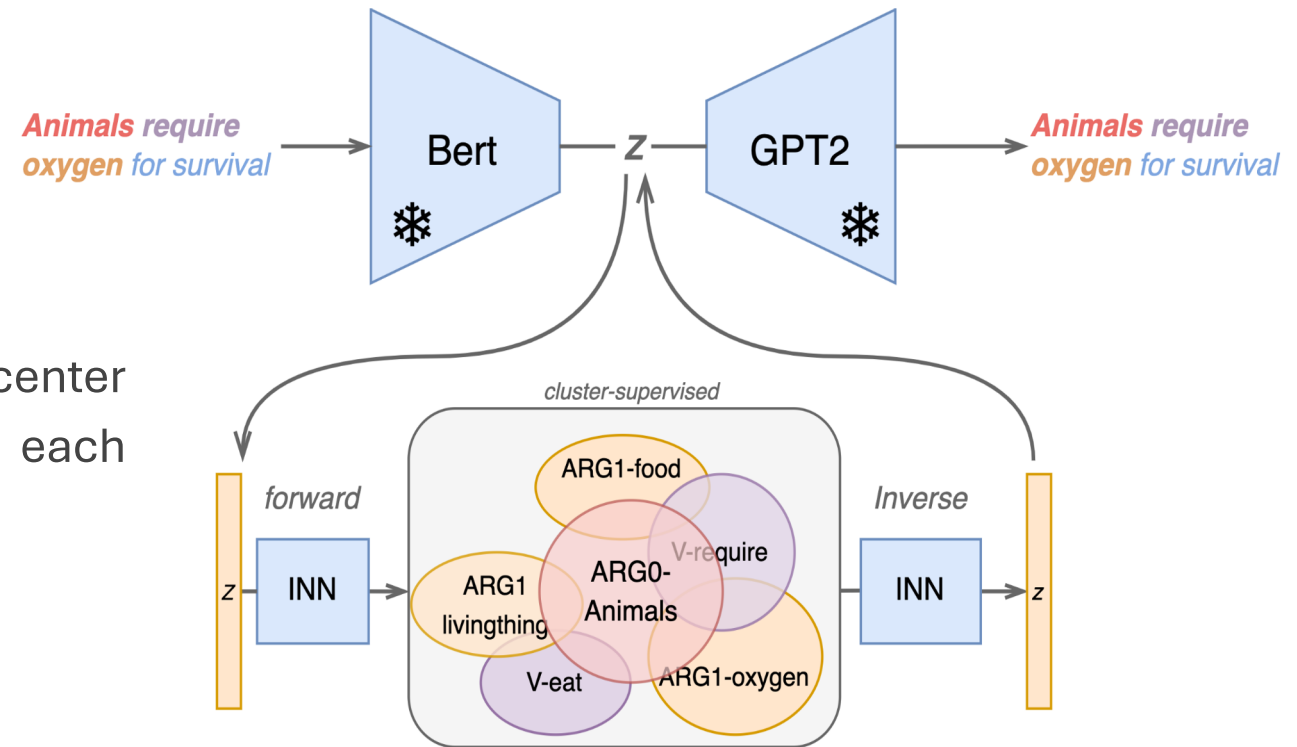 Animals require
oxygen for survival
Bert
z
GPT2
Animals require
oxygen for survival
center
each
cluster-supervised
forward
Inverse
z
INN
ARG1-food
V-require
ARG0-
Animals
ARG1
livingthing
V-eat
ARG1-oxygen
INN
z